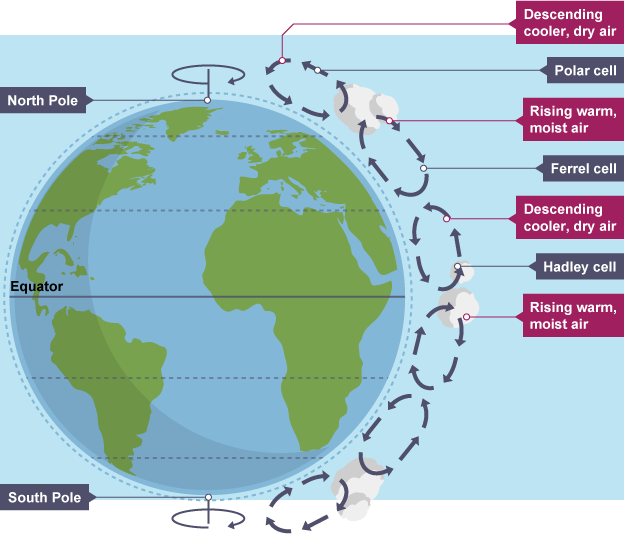 Descending
cooler, dry air
Polar cell
North Pole
Rising warm,
moist air
Ferrel cell
Descending
cooler, dry air
Hadley cell
Equator
Rising warm,
moist air
South Pole